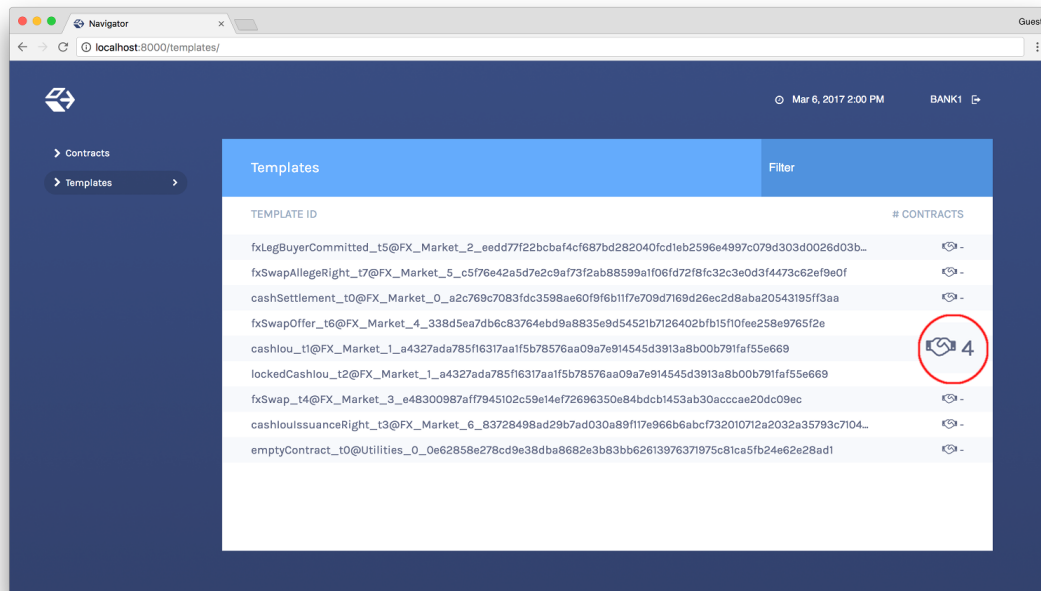 Navigator
Guest
localhost:8000/templates/
Mar 6, 2017 2:00 PM
BANK1
Contracts
Templates
Templates
Filter
TEMPLATE ID
# CONTRACTS
fxLegBuyerCommitted_t5@FX_Market_2_eedd77f22bcbaf4cf687bd282040fcd1eb2596e4997c079d303d0026d03b... -
fxSwapAllegeRight_t7@FX_Market_5_c5f76e42a5d7e2c9af73f2ab88599a1f06fd72f8fc32c3e0d3f4473c62ef9e0f -
cashSettlement_t0@FX_Market_0_a2c769c7083fdc3598ae60f9f6b11f7e709d7169d26ec2d8aba20543195ff3aa -
fxSwapOffer_t6@FX_Market_4_338d5ea7db6c83764ebd9a8835e9d54521b7126402bfb15f10fee258e9765f2e
cashIou_t1@FX_Market_1_a4327ada785f16317aa1f5b78576aa09a7e914545d3913a8b00b791faf55e669 4
lockedCashIou_t2@FX_Market_1_a4327ada785f16317aa1f5b78576aa09a7e914545d3913a8b00b791faf55e669
fxSwap_t4@FX_Market_3_e48300987aff7945102c59e14ef72696350e84bdcb1453ab30acccae20dc09ec -
cashIouIssuanceRight_t3@FX_Market_6_83728498ad29b7ad030a89f117e966b6abcf732010712a2032a35793c7104... -
emptyContract_t0@Utilities_0_0e62858e278cd9e38dba8682e3b83bb62613976371975c81ca5fb24e62e28ad1 -